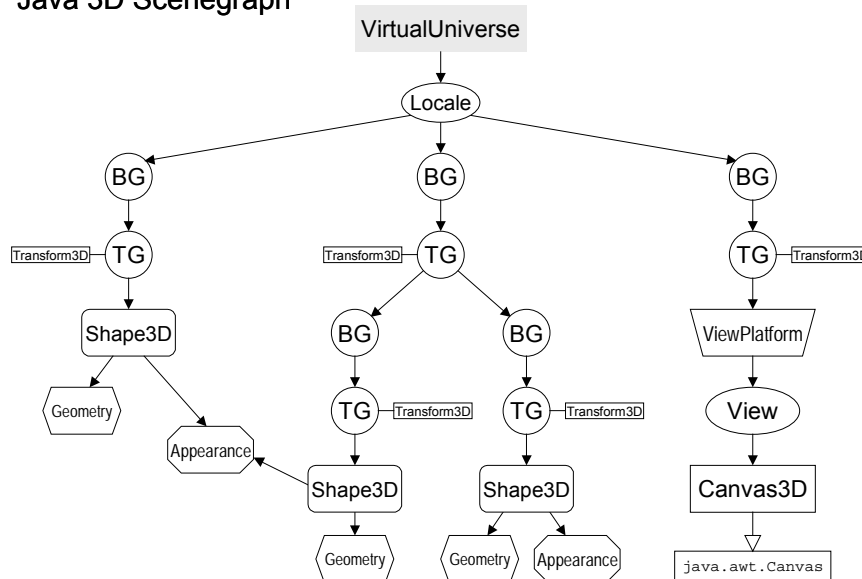 Java 3D Scenegraph
VirtualUniverse
Locale
BG
BG
BG
Transform3D
TG
Transform3D
TG
TG
Transform3D
Shape3D
BG
BG
ViewPlatform
Geometry
TG
Transform3D
TG
Transform3D
View
Appearance
Shape3D
Shape3D
Canvas3D
Geometry
Geometry
Appearance
java.awt.Canvas